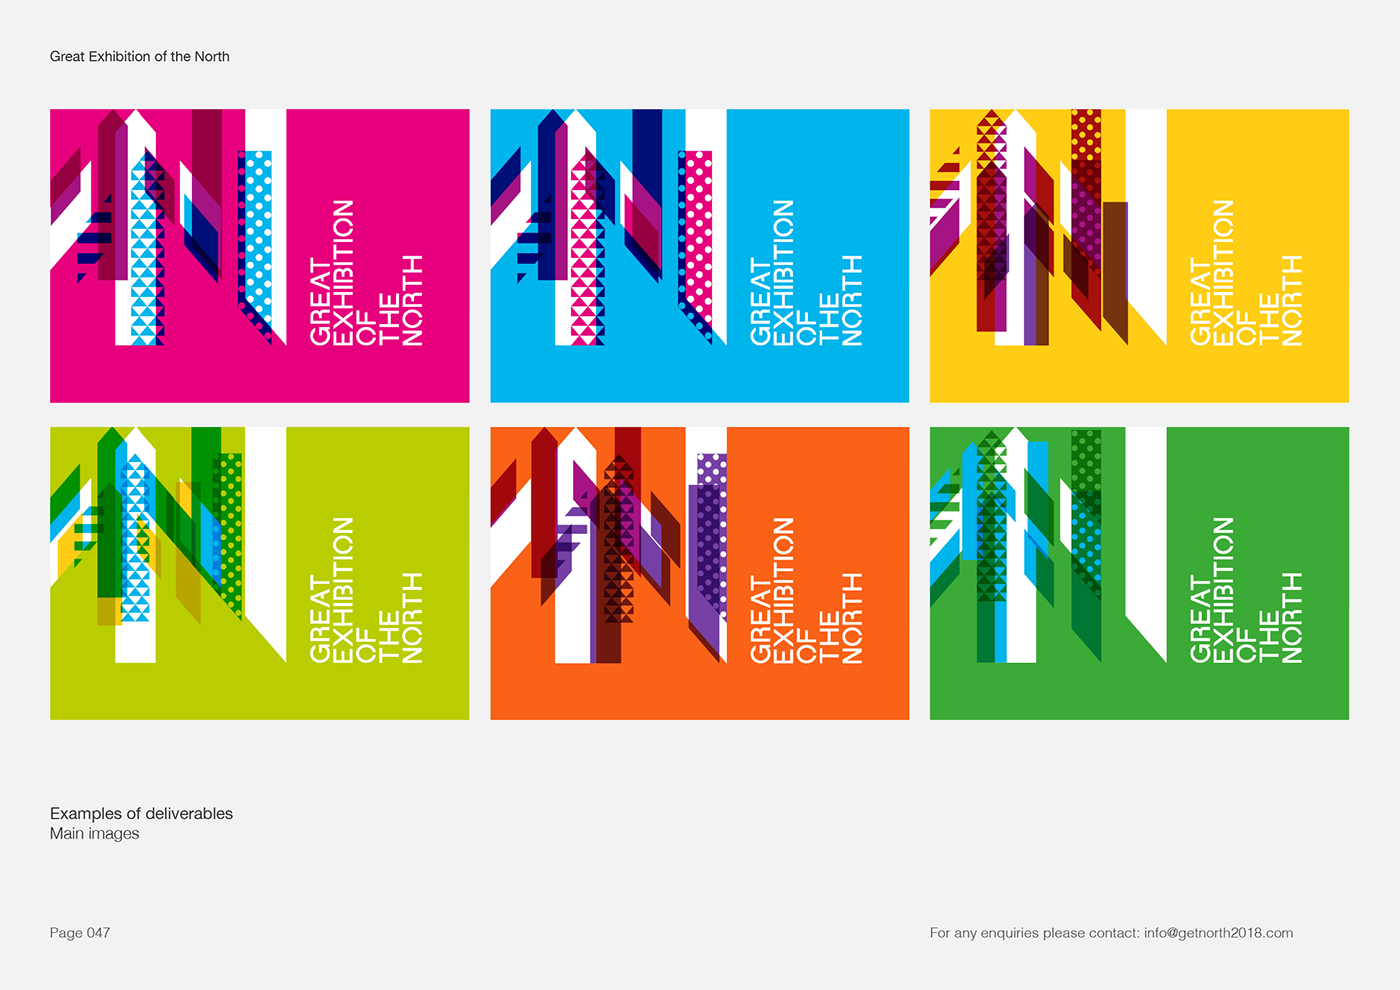 Great Exhibition of the North
GREAT
EXHIBITION
OF
THE
NORTH
GREAT
EXHIBITION
OF
THE
NORTH
GREAT
EXHIBITION
OF
THE
NORTH
GREAT
EXHIBITION
OF
THE
NORTH
GREAT
EXHIBITION
OF
THE
NORTH
GREAT
EXHIBITION
OF
THE
NORTH
Examples of deliverables
Main images
Page 047
For any enquiries please contact: info@getnorth2018.com